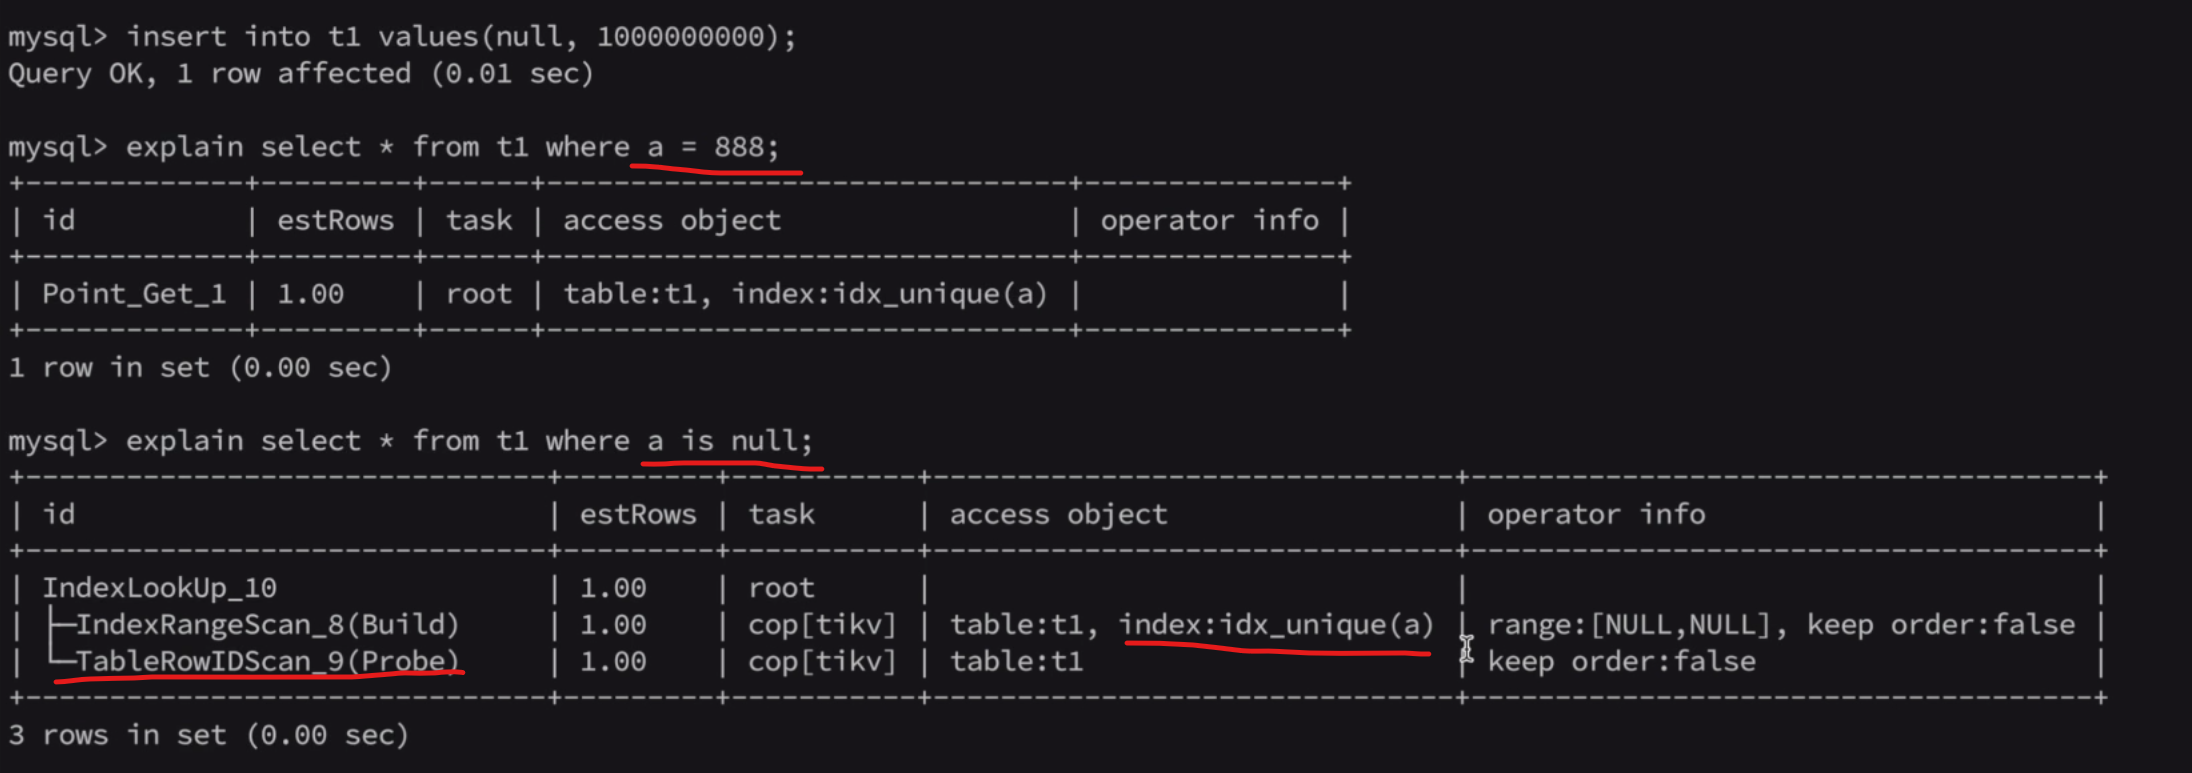 mysql> insert into t1 values(null, 1000000000);
Query OK, 1 row affected (0.01 sec)
mysql> explain select * from t1 where a = 888;
+-------------+---------+------+-------------------------------+---------------+
| id          | estRows | task | access object                 | operator info |
+-------------+---------+------+-------------------------------+---------------+
| Point_Get_1 | 1.00    | root | table:t1, index:idx_unique(a) |               |
+-------------+---------+------+-------------------------------+---------------+
1 row in set (0.00 sec)
mysql> explain select * from t1 where a is null;
+-------------------------------+---------+-----------+-------------------------------+-------------------------------------+
| id                            | estRows | task      | access object                 | operator info                       |
+-------------------------------+---------+-----------+-------------------------------+-------------------------------------+
| IndexLookUp_10                | 1.00    | root      |                               |                                     |
| ├─IndexRangeScan_8(Build)     | 1.00    | cop[tikv] | table:t1, index:idx_unique(a) | range:[NULL,NULL], keep order:false |
| └─TableRowIDScan_9(Probe)     | 1.00    | cop[tikv] | table:t1                      | keep order:false                    |
+-------------------------------+---------+-----------+-------------------------------+-------------------------------------+
3 rows in set (0.00 sec)